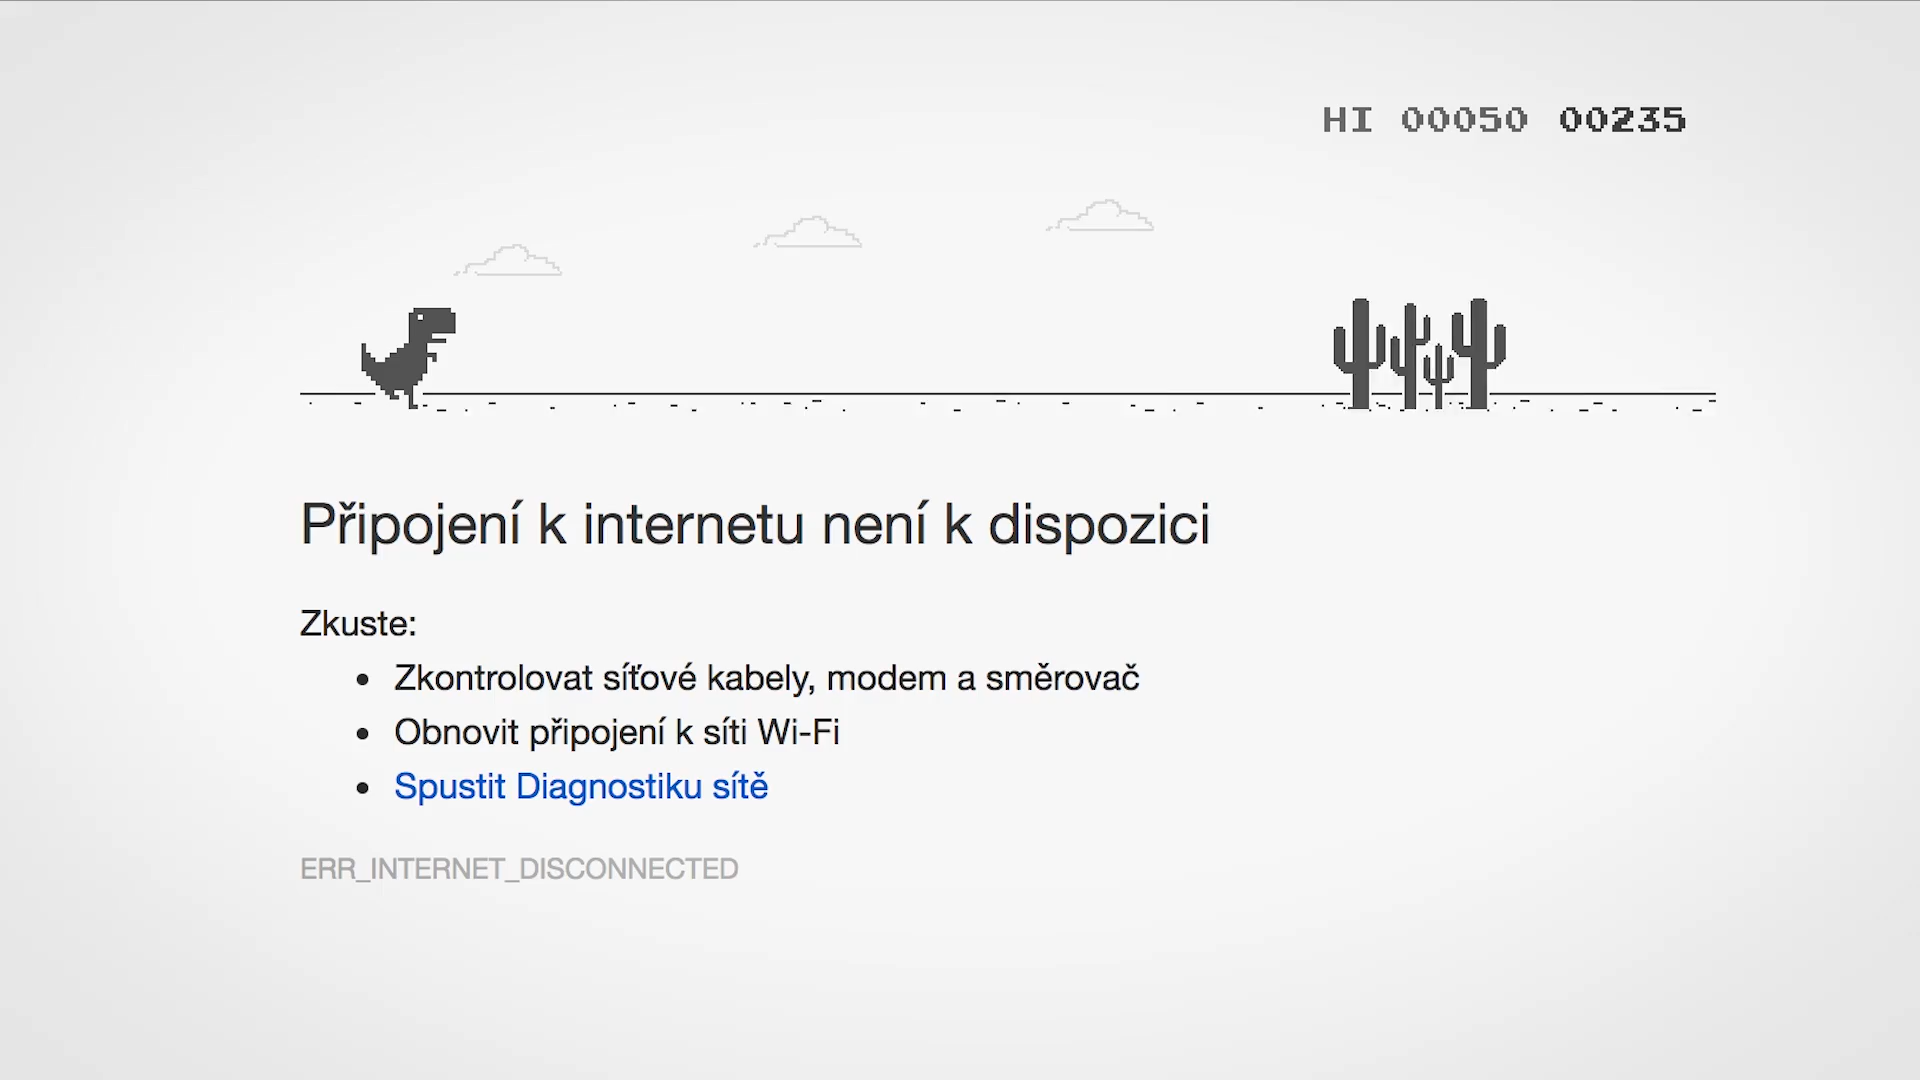 HI 00050 00235
Připojení k internetu není k dispozici
Zkuste:
Zkontrolovat síťové kabely, modem a směrovač
Obnovit připojení k síti Wi-Fi
Spustit Diagnostiku sítě
ERR_INTERNET_DISCONNECTED